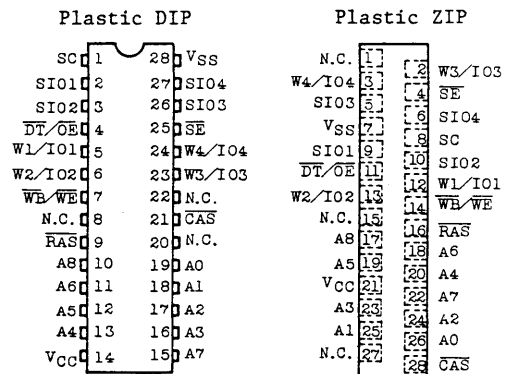 Plastic DIP
SC 1 28 VSS
SIO1 2 27 SIO4
SIO2 3 26 SIO3
DT/OE 4 25 SE
W1/IO1 5 24 W4/IO4
W2/IO2 6 23 W3/IO3
WB/WE 7 22 N.C.
N.C. 8 21 CAS
RAS 9 20 N.C.
A8 10 19 A0
A6 11 18 A1
A5 12 17 A2
A4 13 16 A3
VCC 14 15 A7
Plastic ZIP
N.C. 1
2 W3/IO3
W4/IO4 3
4 SE
SIO3 5
6 SIO4
VSS 7
8 SC
SIO1 9
10 SIO2
DT/OE 11
12 W1/IO1
W2/IO2 13
14 WB/WE
N.C. 15
16 RAS
A8 17
18 A6
A5 19
20 A4
VCC 21
22 A7
A3 23
24 A2
A1 25
26 A0
N.C. 27
28 CAS